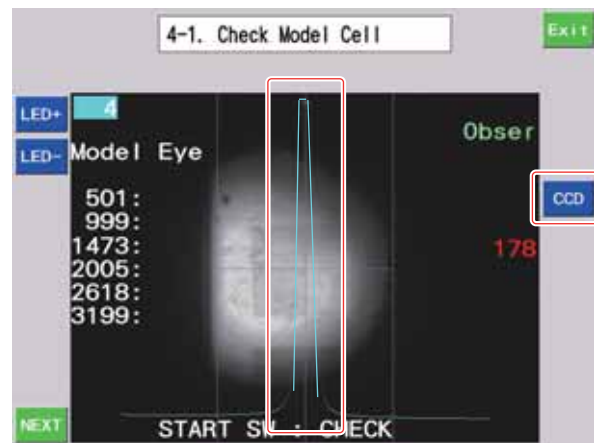 4-1. Check Model Cell
Exit
LED+
4
Obser
LED-
Model Eye
501:
CCD
999:
1473:
178
2005:
2618:
3199:
NEXT
START SW : CHECK